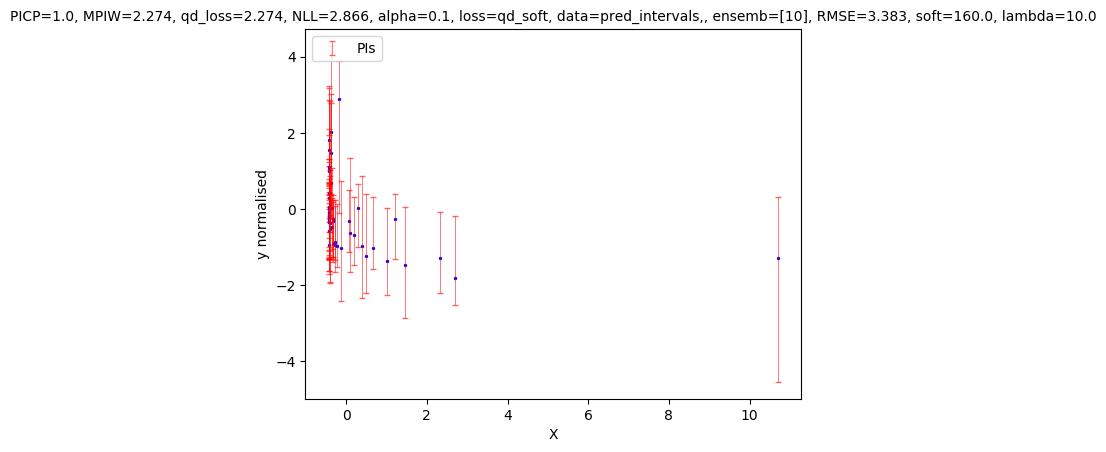 PICP=1.0, MPIW=2.274, qd_loss=2.274, NLL=2.866, alpha=0.1, loss=qd_soft, data=pred_intervals,, ensemb=[10], RMSE=3.383, soft=160.0, lambda=10.0
PIs
4
2
0
−2
−4
y normalised
0 2 4 6 8 10
X